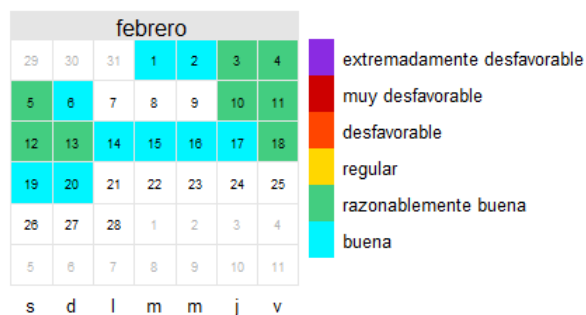 febrero
29 30 31 1 2 3 4
5 6 7 8 9 10 11
12 13 14 15 16 17 18
19 20 21 22 23 24 25
26 27 28 1 2 3 4
5 6 7 8 9 10 11
s d l m m j v
extremadamente desfavorable
muy desfavorable
desfavorable
regular
razonablemente buena
buena